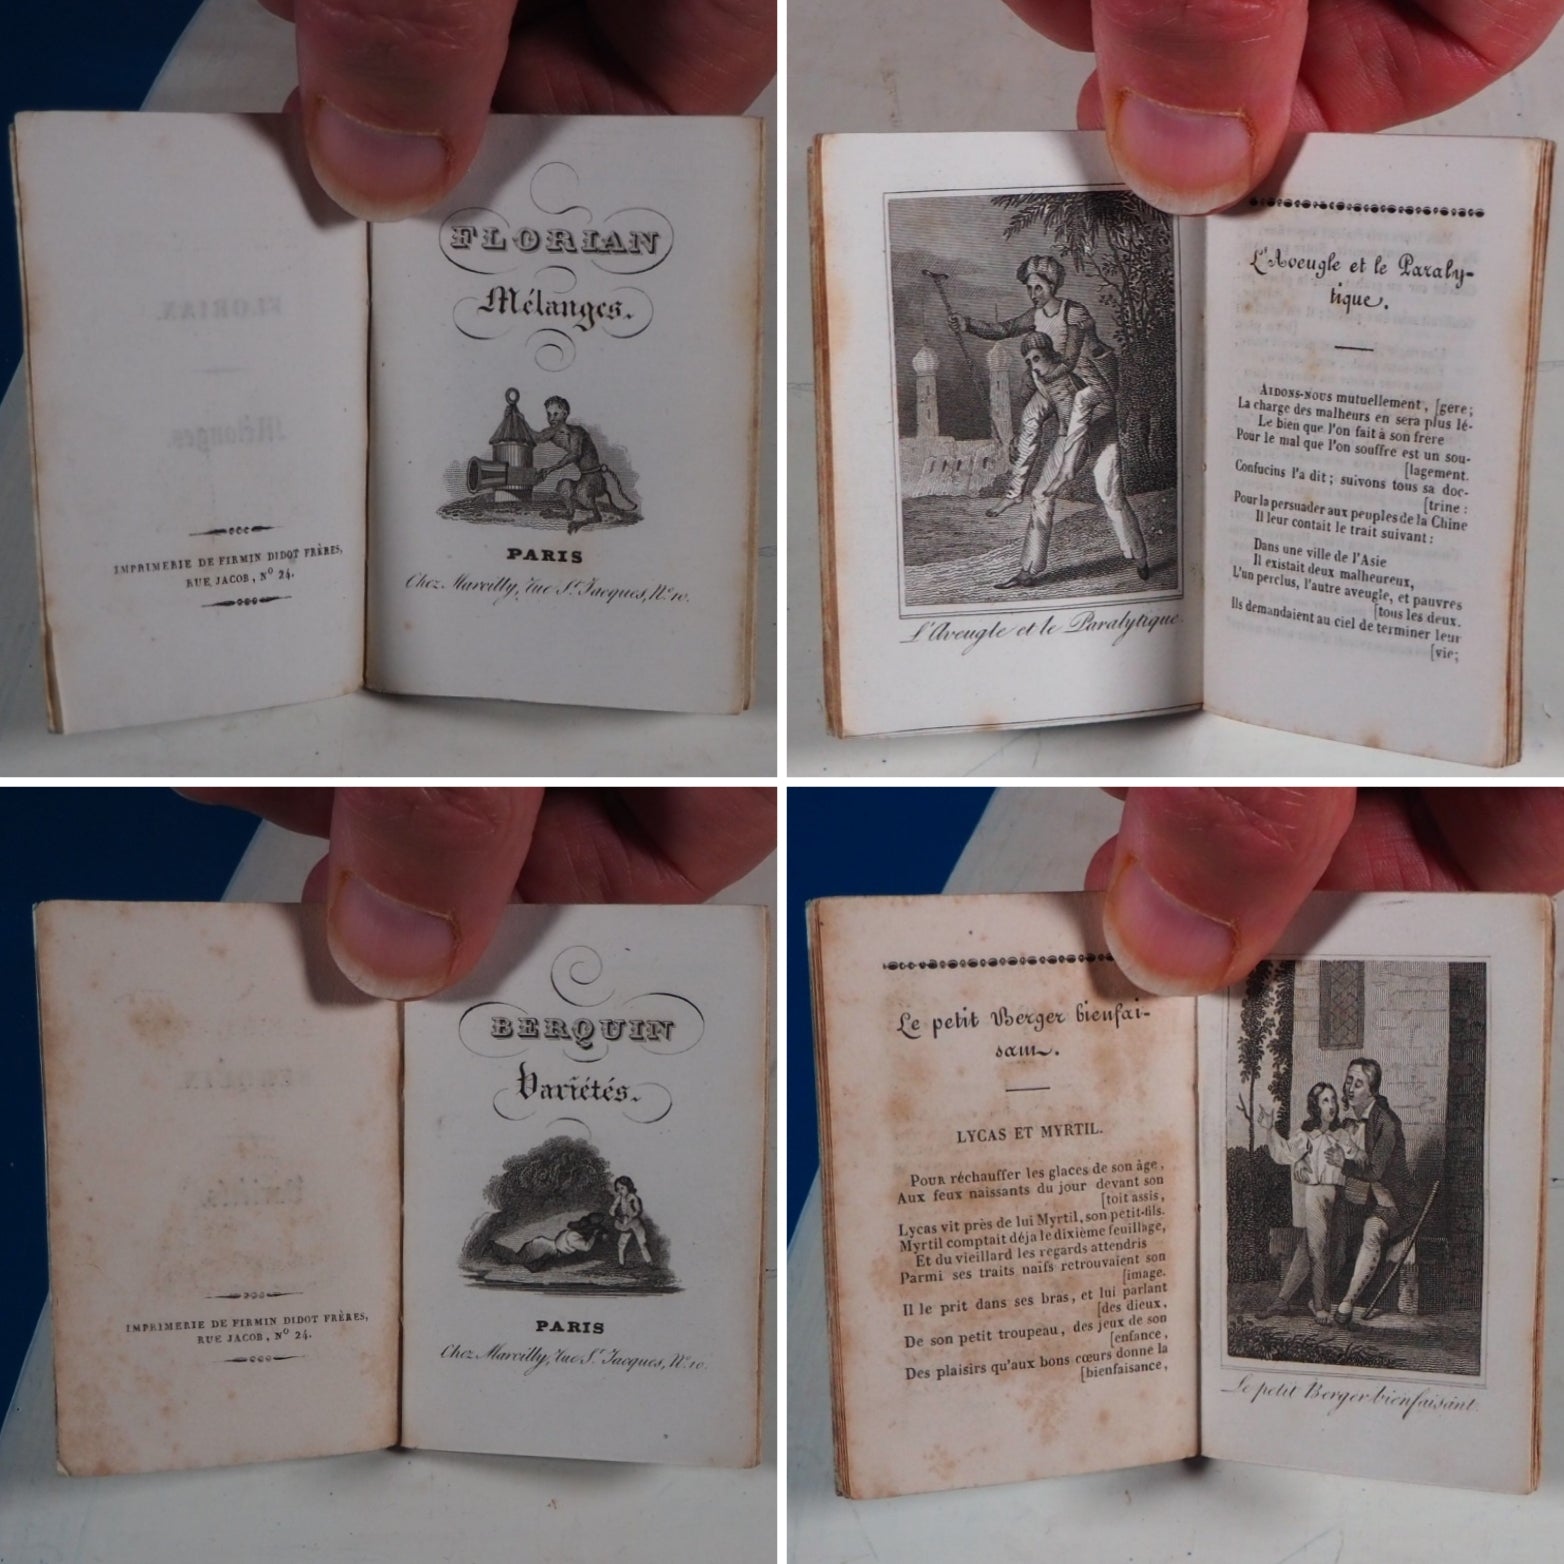 IMPRIMERIE DE FIRMIN DIDOT FRÈRES,
RUE JACOB, Nº 24.
FLORIAN
Mélanges.
PARIS
Chez Marcilly, rue St. Jacques, Nº 10.
L'Aveugle et le Paralytique
L'Aveugle et le Paraly-
tique.
AIDONS-NOUS mutuellement, [gere;
La charge des malheurs en sera plus lé-
Le bien que l'on fait à son frère
Pour le mal que l'on souffre est un sou-
[lagement.
Confucius l'a dit; suivons tous sa doc-
[trine:
Pour la persuader aux peuples de la Chine
Il leur contait le trait suivant:
Dans une ville de l'Asie
Il existait deux malheureux,
L'un perclus, l'autre aveugle, et pauvres
[tous les deux.
Ils demandaient au ciel de terminer leur
[vie;
IMPRIMERIE DE FIRMIN DIDOT FRÈRES,
RUE JACOB, Nº 24.
BERQUIN
Variétés.
PARIS
Chez Marcilly, rue St. Jacques, Nº 10.
Le petit Berger bienfai-
sant.
LYCAS ET MYRTIL.
POUR réchauffer les glaces de son âge,
Aux feux naissants du jour devant son
[toit assis,
Lycas vit près de lui Myrtil, son petit-fils.
Myrtil comptait déja le dixième feuillage,
Et du vieillard les regards attendris
Parmi ses traits naïfs retrouvaient son
[image.
Il le prit dans ses bras, et lui parlant
[des dieux,
De son petit troupeau, des jeux de son
[enfance,
Des plaisirs qu'aux bons cœurs donne la
[bienfaisance,
Le petit Berger bienfaisant.